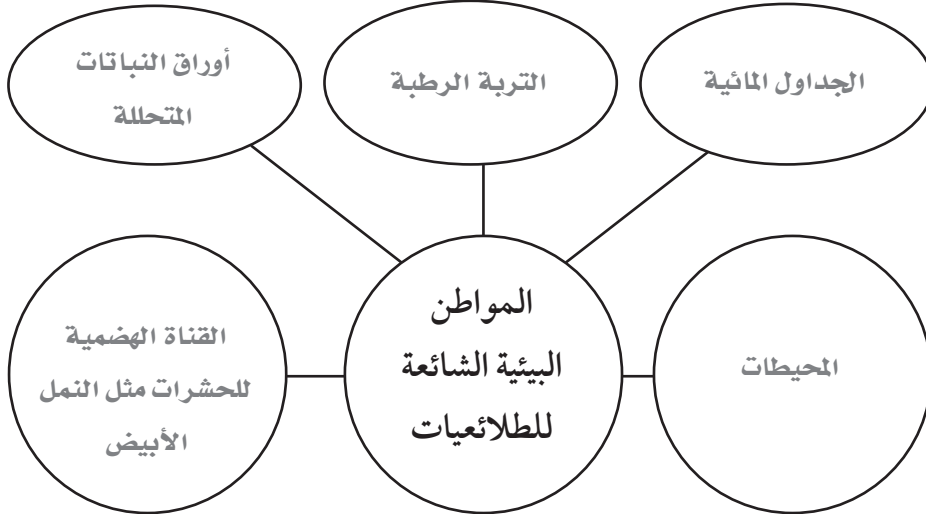 الجداول المائية
التربة الرطبة
أوراق النباتات
المتحللة
المواطن
البيئية الشائعة
للطلائعيات
المحيطات
القناة الهضمية
للحشرات مثل النمل
الأبيض